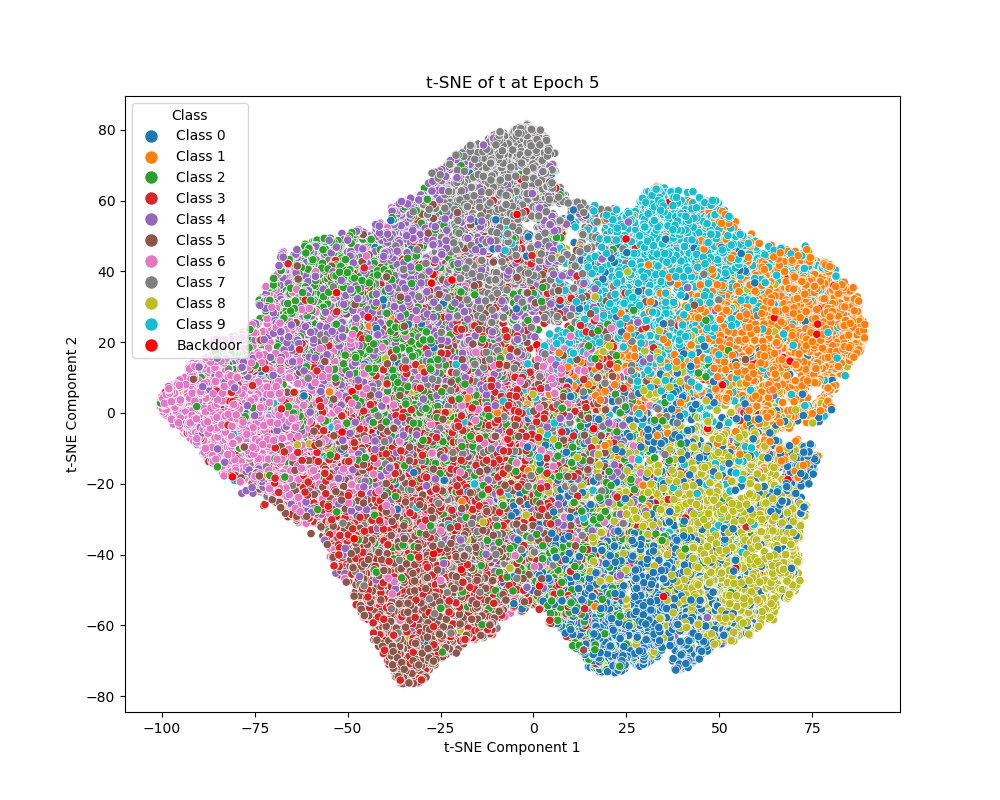 t-SNE of t at Epoch 5
Class
Class 0
Class 1
Class 2
Class 3
Class 4
Class 5
Class 6
Class 7
Class 8
Class 9
Backdoor
80
60
40
20
0
−20
−40
−60
−80
t-SNE Component 2
−100
−75
−50
−25
0
25
50
75
t-SNE Component 1